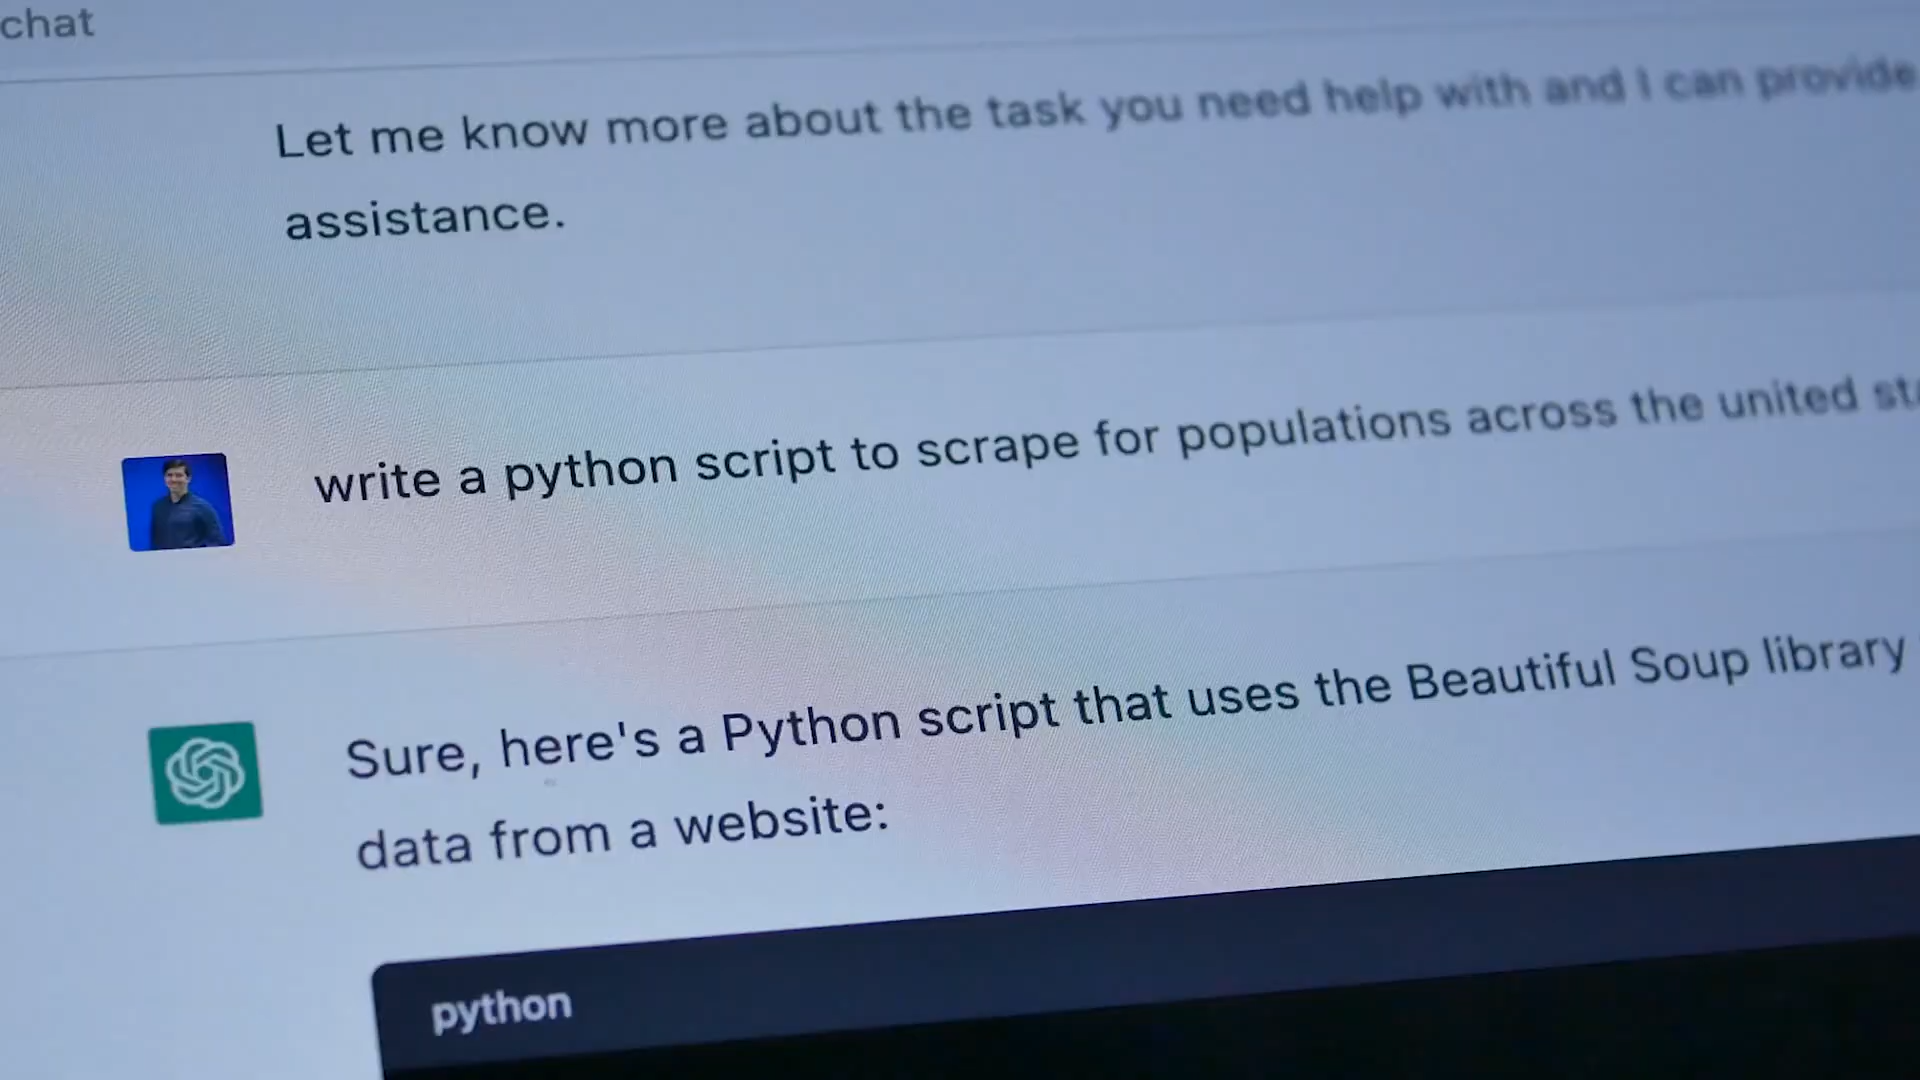 chat
Let me know more about the task you need help with and I can provide
assistance.
write a python script to scrape for populations across the united
Sure, here's a Python script that uses the Beautiful Soup library
data from a website:
python